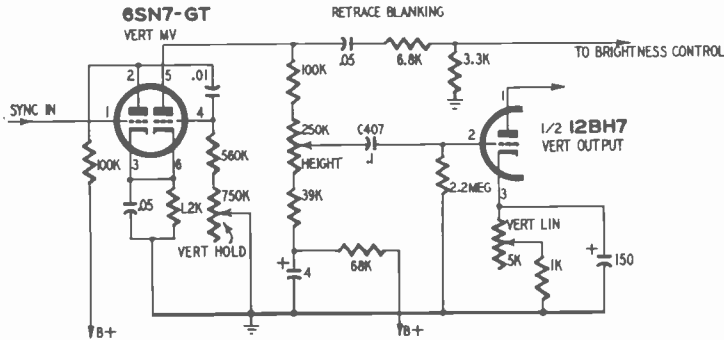 6SN7-GT
VERT MV
RETRACE BLANKING
TO BRIGHTNESS CONTROL
SYNC IN
1
2
5
.01
4
3
6
100K
.05
1.2K
560K
750K
VERT HOLD
B+
100K
250K
HEIGHT
39K
+
4
68K
B+
.05
6.8K
3.3K
C407
.1
2.2MEG
1
2
3
1/2 12BH7
VERT OUTPUT
VERT LIN
5K
1K
+
150